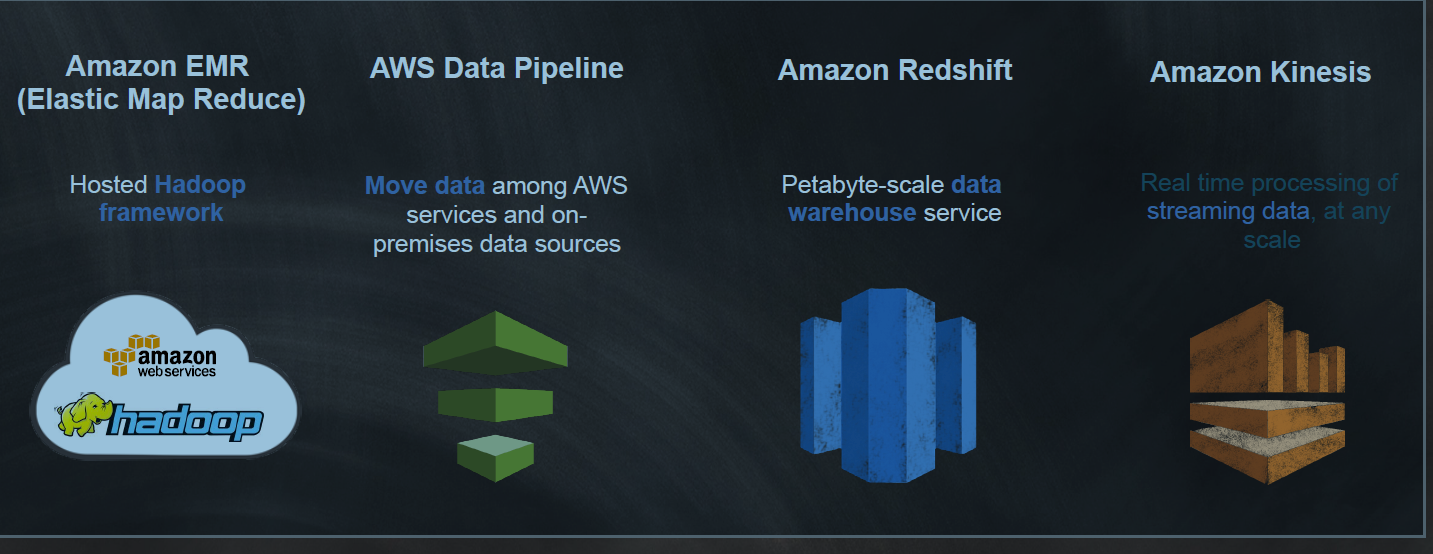 Amazon EMR
(Elastic Map Reduce)
Hosted Hadoop
framework
amazon
webservices
hadoop
AWS Data Pipeline
Move data among AWS
services and on-
premises data sources
Amazon Redshift
Petabyte-scale data
warehouse service
Amazon Kinesis
Real time processing of
streaming data, at any
scale